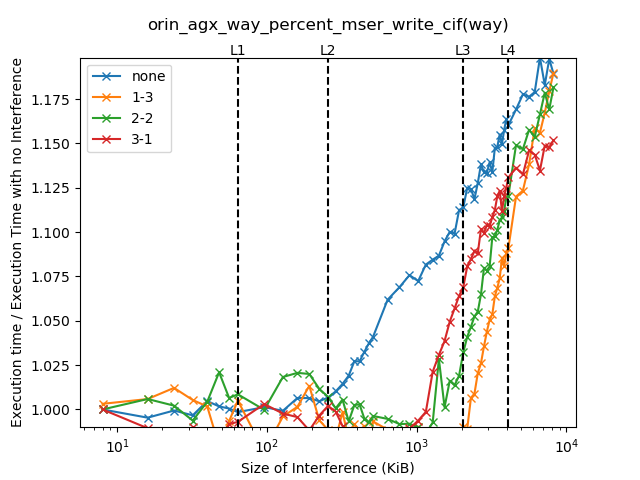 orin_agx_way_percent_mser_write_cif(way)
L1 L2 L3 L4
none
1-3
2-2
3-1
1.175
1.150
1.125
1.100
1.075
1.050
1.025
1.000
Execution time / Execution Time with no Interference
10¹ 10² 10³ 10⁴
Size of Interference (KiB)